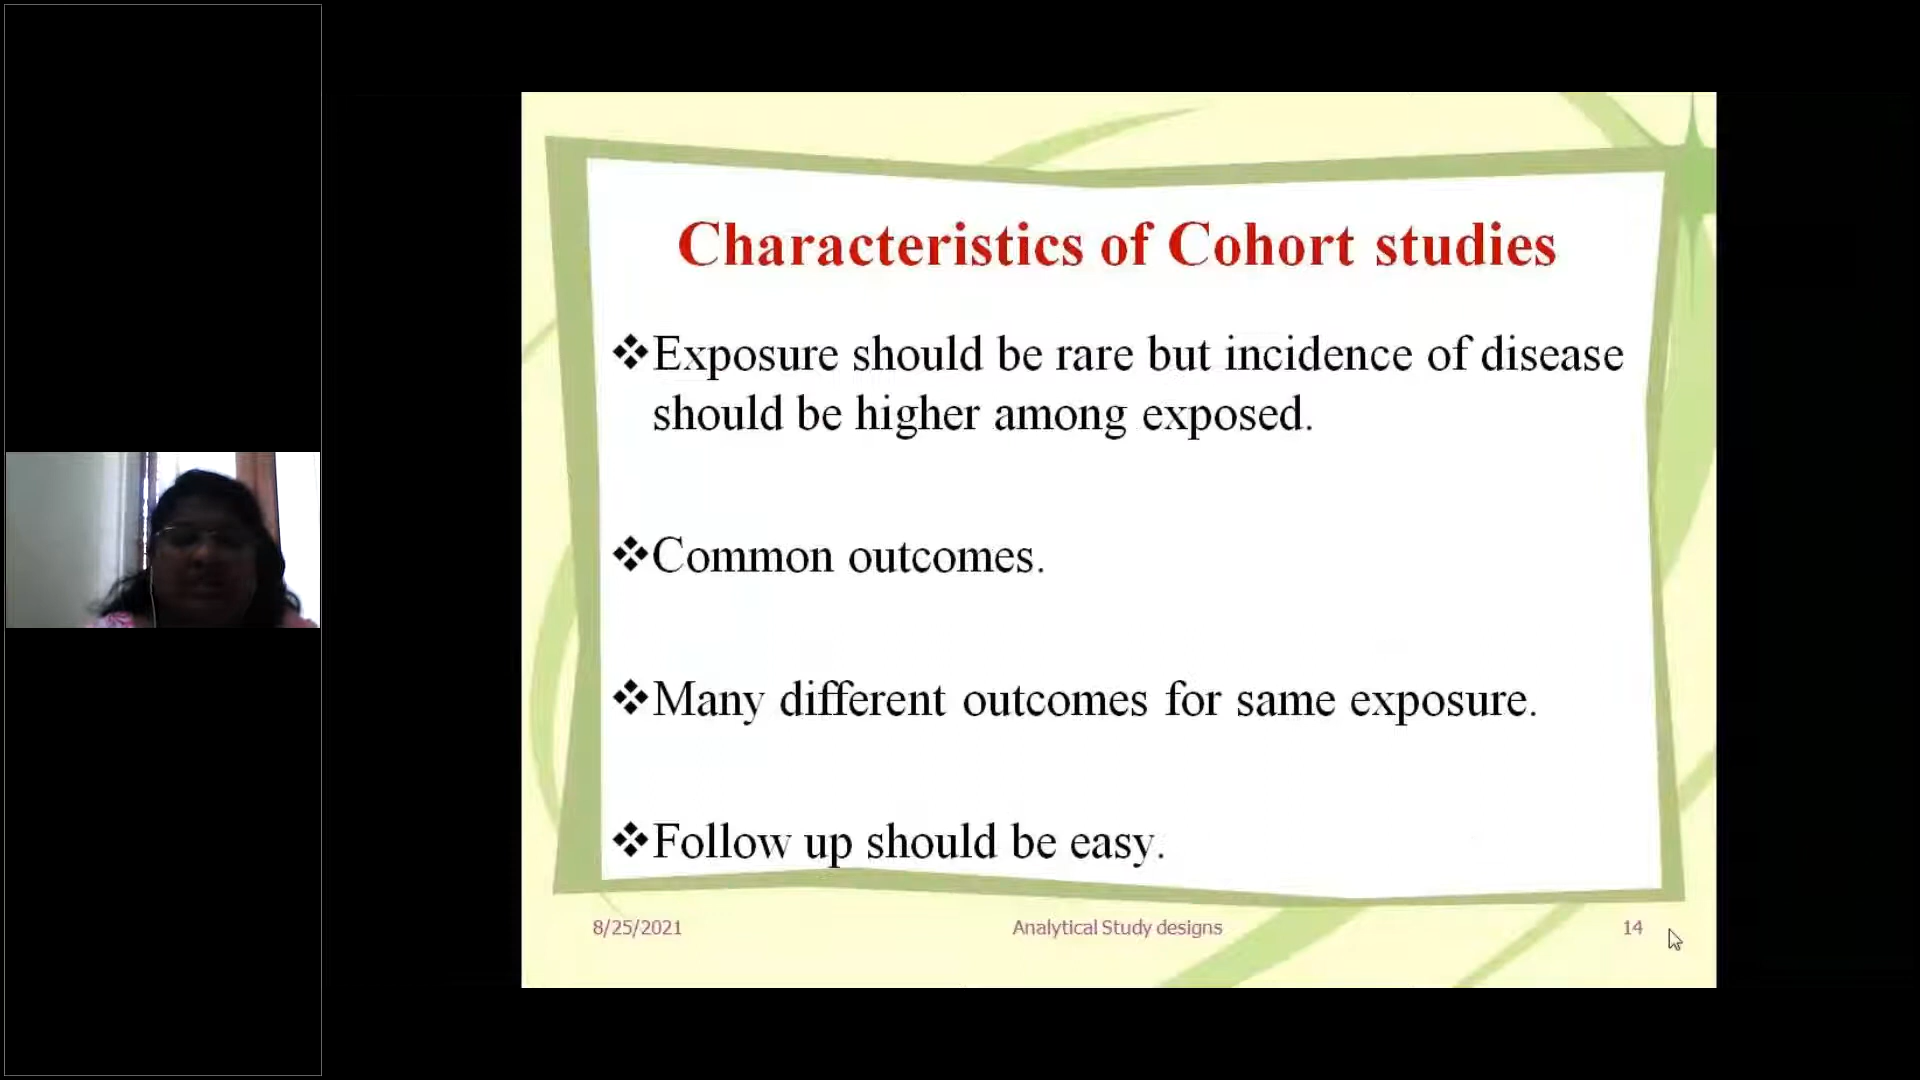 Characteristics of Cohort studies
❖Exposure should be rare but incidence of disease
should be higher among exposed.
❖Common outcomes.
❖Many different outcomes for same exposure.
❖Follow up should be easy.
8/25/2021
Analytical Study designs
14